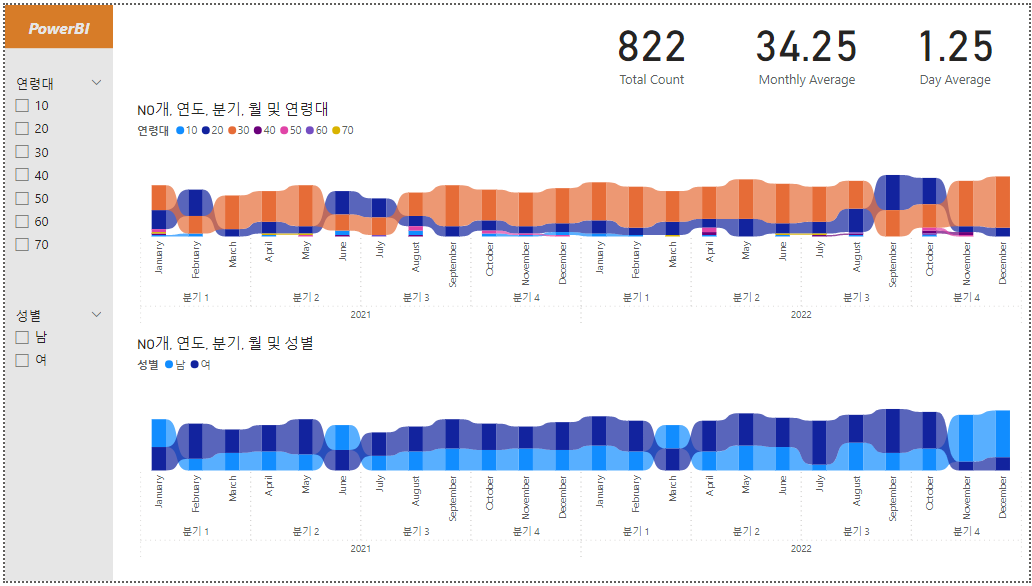 PowerBI
연령대
10
20
30
40
50
60
70
성별
남
여
822
Total Count
34.25
Monthly Average
1.25
Day Average
NO개, 연도, 분기, 월 및 연령대
연령대 10 20 30 40 50 60 70
January February March April May June July August September October November December January February March April May June July August September October November December
분기 1 분기 2 분기 3 분기 4 분기 1 분기 2 분기 3 분기 4
2021 2022
NO개, 연도, 분기, 월 및 성별
성별 남 여
January February March April May June July August September October November December January February March April May June July August September October November December
분기 1 분기 2 분기 3 분기 4 분기 1 분기 2 분기 3 분기 4
2021 2022